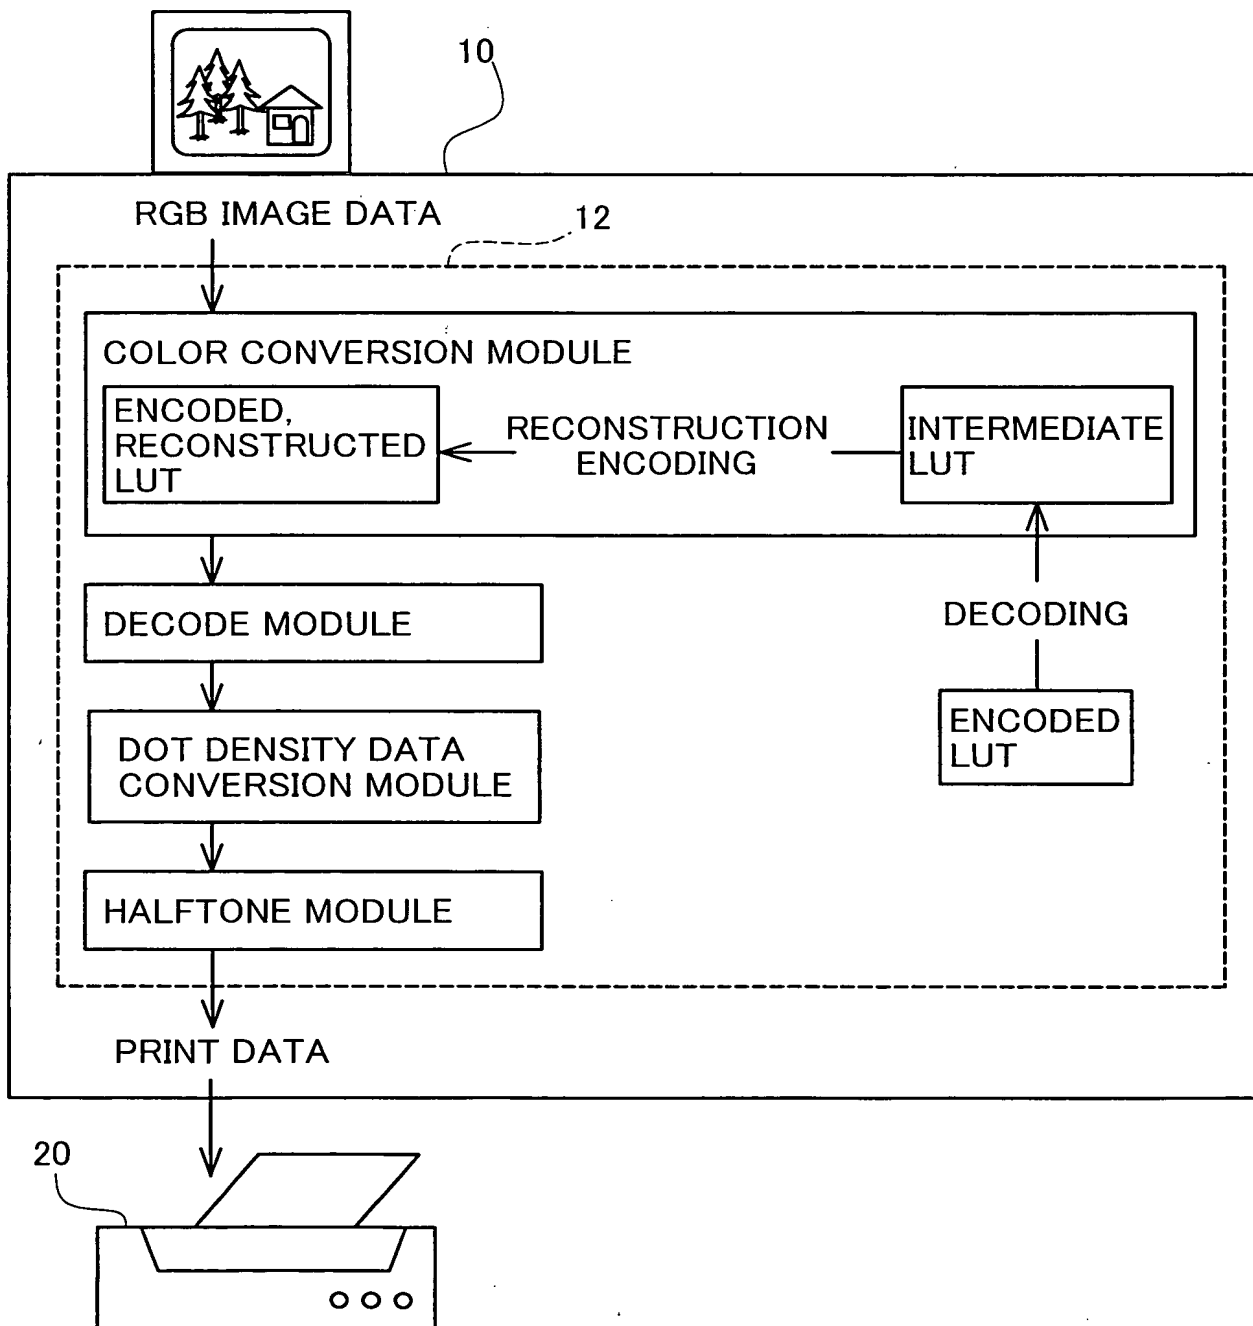 10
RGB IMAGE DATA
12
COLOR CONVERSION MODULE
ENCODED,
RECONSTRUCTED
LUT
RECONSTRUCTION
ENCODING
INTERMEDIATE
LUT
DECODE MODULE
DECODING
DOT DENSITY DATA
CONVERSION MODULE
ENCODED
LUT
HALFTONE MODULE
PRINT DATA
20